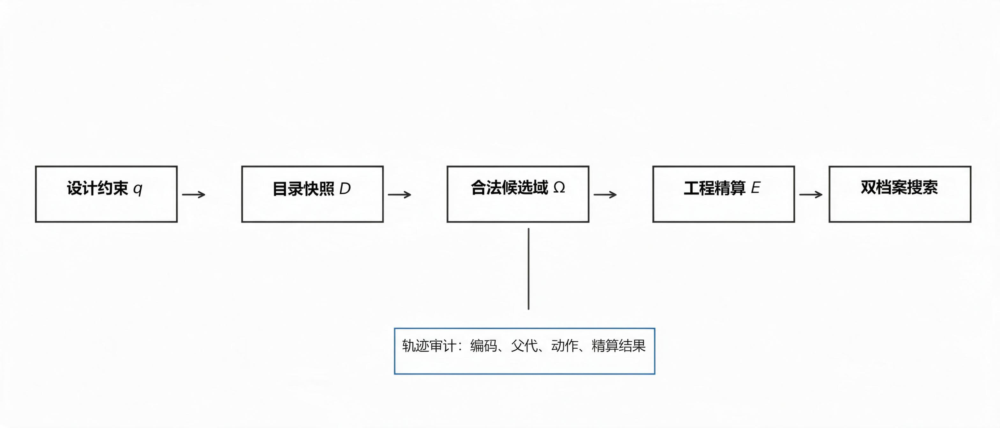 设计约束 q
目录快照 D
合法候选域 Ω
工程精算 E
双档案搜索
轨迹审计：编码、父代、动作、精算结果